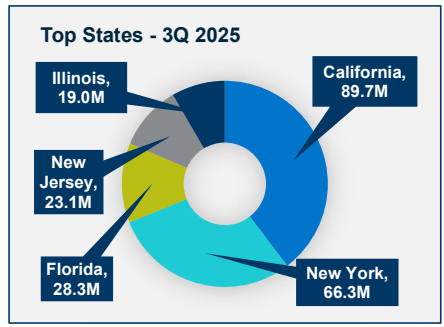 Top States - 3Q 2025
Illinois,
19.0M
California,
89.7M
New
Jersey,
23.1M
Florida,
28.3M
New York,
66.3M